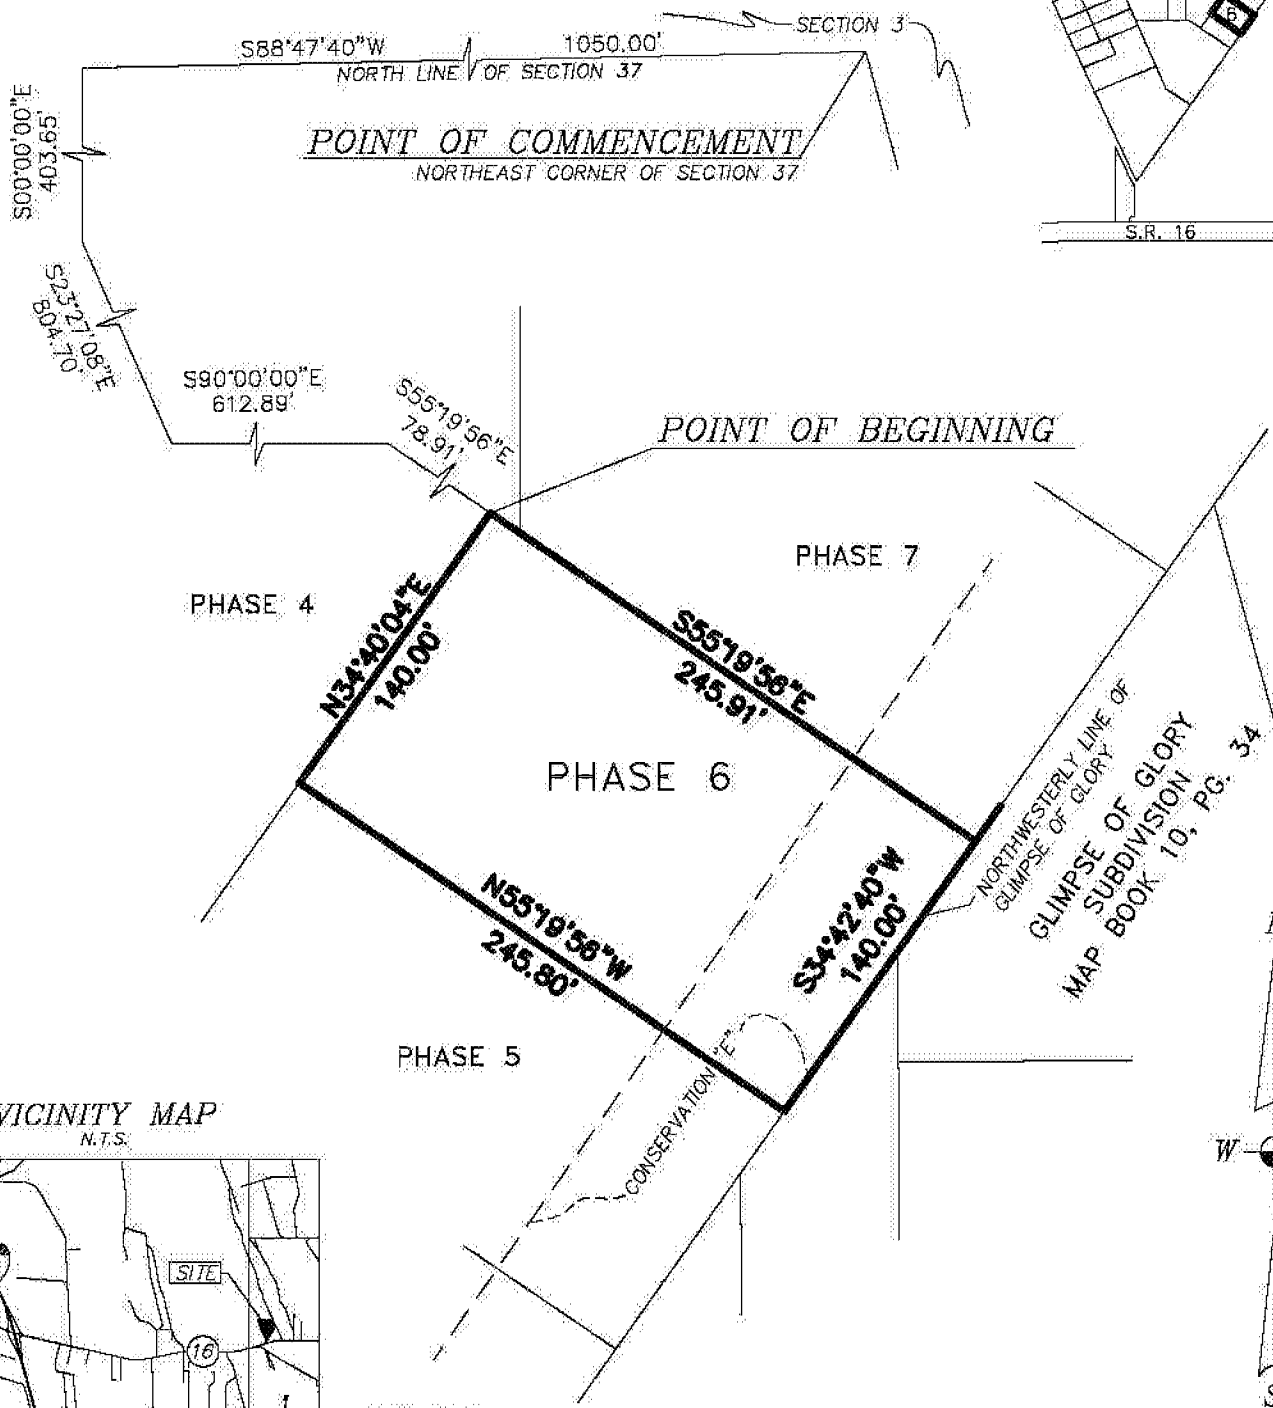 SECTION 3
6
S88°47'40"W 1050.00'
NORTH LINE OF SECTION 37
S00°00'00"E
403.65'
POINT OF COMMENCEMENT
NORTHEAST CORNER OF SECTION 37
S.R. 16
S23°27'08"E
804.70'
S90°00'00"E
612.89'
S55°19'56"E
78.91'
POINT OF BEGINNING
PHASE 7
PHASE 4
N34°40'04"E
140.00'
S55°19'56"E
245.91'
PHASE 6
NORTHWESTERLY LINE OF
GLIMPSE OF GLORY
GLIMPSE OF GLORY
SUBDIVISION
MAP BOOK 10, PG. 34
N55°19'56"W
245.80'
S34°42'40"W
140.00'
PHASE 5
CONSERVATION "E"
VICINITY MAP
N.T.S.
W
SITE
16